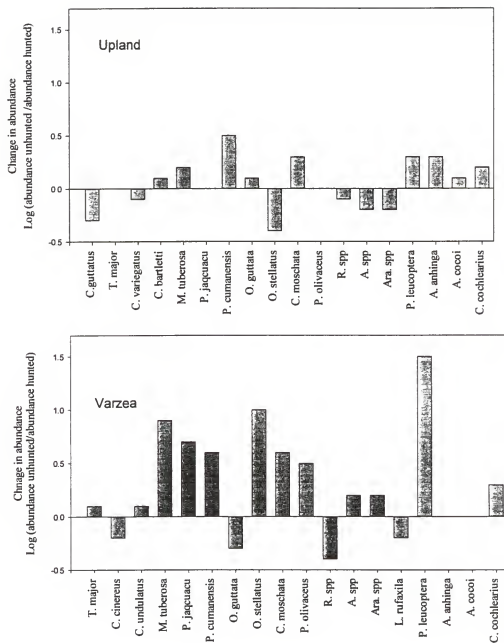 Upland
Change in abundance
Log (abundance unhunted /abundance hunted)
1.5
1.0
0.5
0.0
-0.5
C.guttatus
T. major
C. variegatus
C. bartletti
M. tuberosa
P. jaqcuacu
P. cumanensis
O. guttata
O. stellatus
C. moschata
P. olivaceus
R. spp
A. spp
Ara. spp
P. leucoptera
A. anhinga
A. cocoi
C. cochlearius
Varzea
Chnage in abundance
Log (abundance unhunted/abundance hunted)
1.5
1.0
0.5
0.0
-0.5
T. major
C. cinereus
C. undulatus
M. tuberosa
P. jaqcuacu
P. cumanensis
O. guttata
O. stellatus
C. moschata
P. olivaceus
R. spp
A. spp
Ara. spp
L. rufaxila
P. leucoptera
A. anhinga
A. cocoi
C. cochlearius